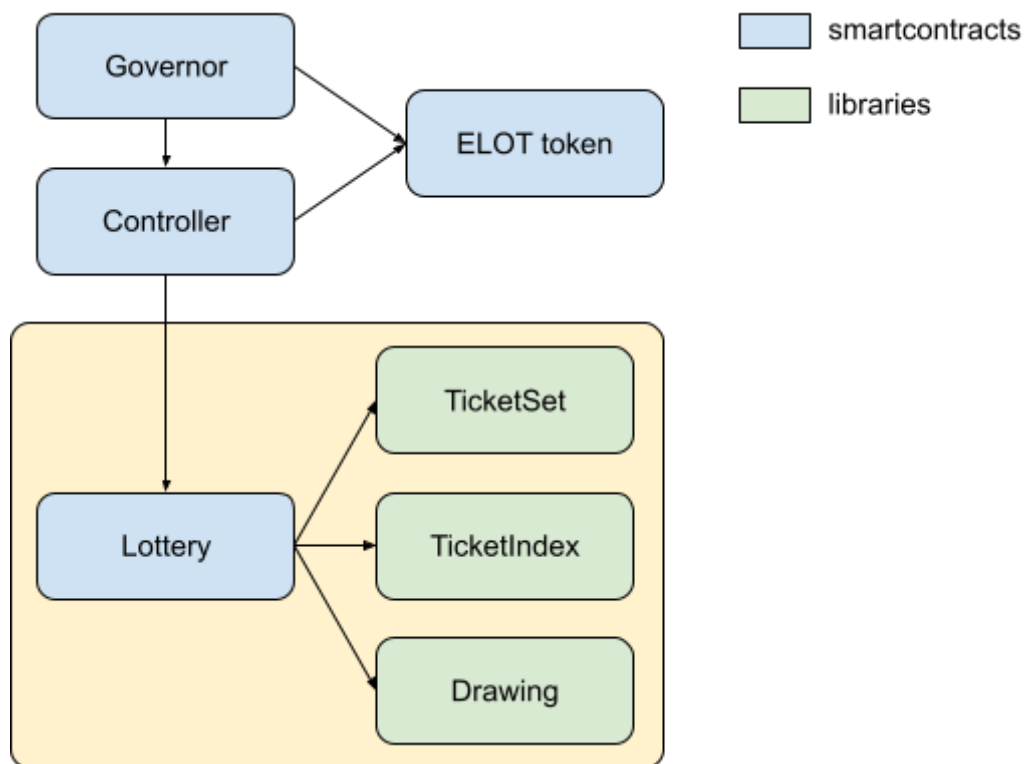 Governor
Controller
ELOT token
smartcontracts
libraries
TicketSet
Lottery
TicketIndex
Drawing